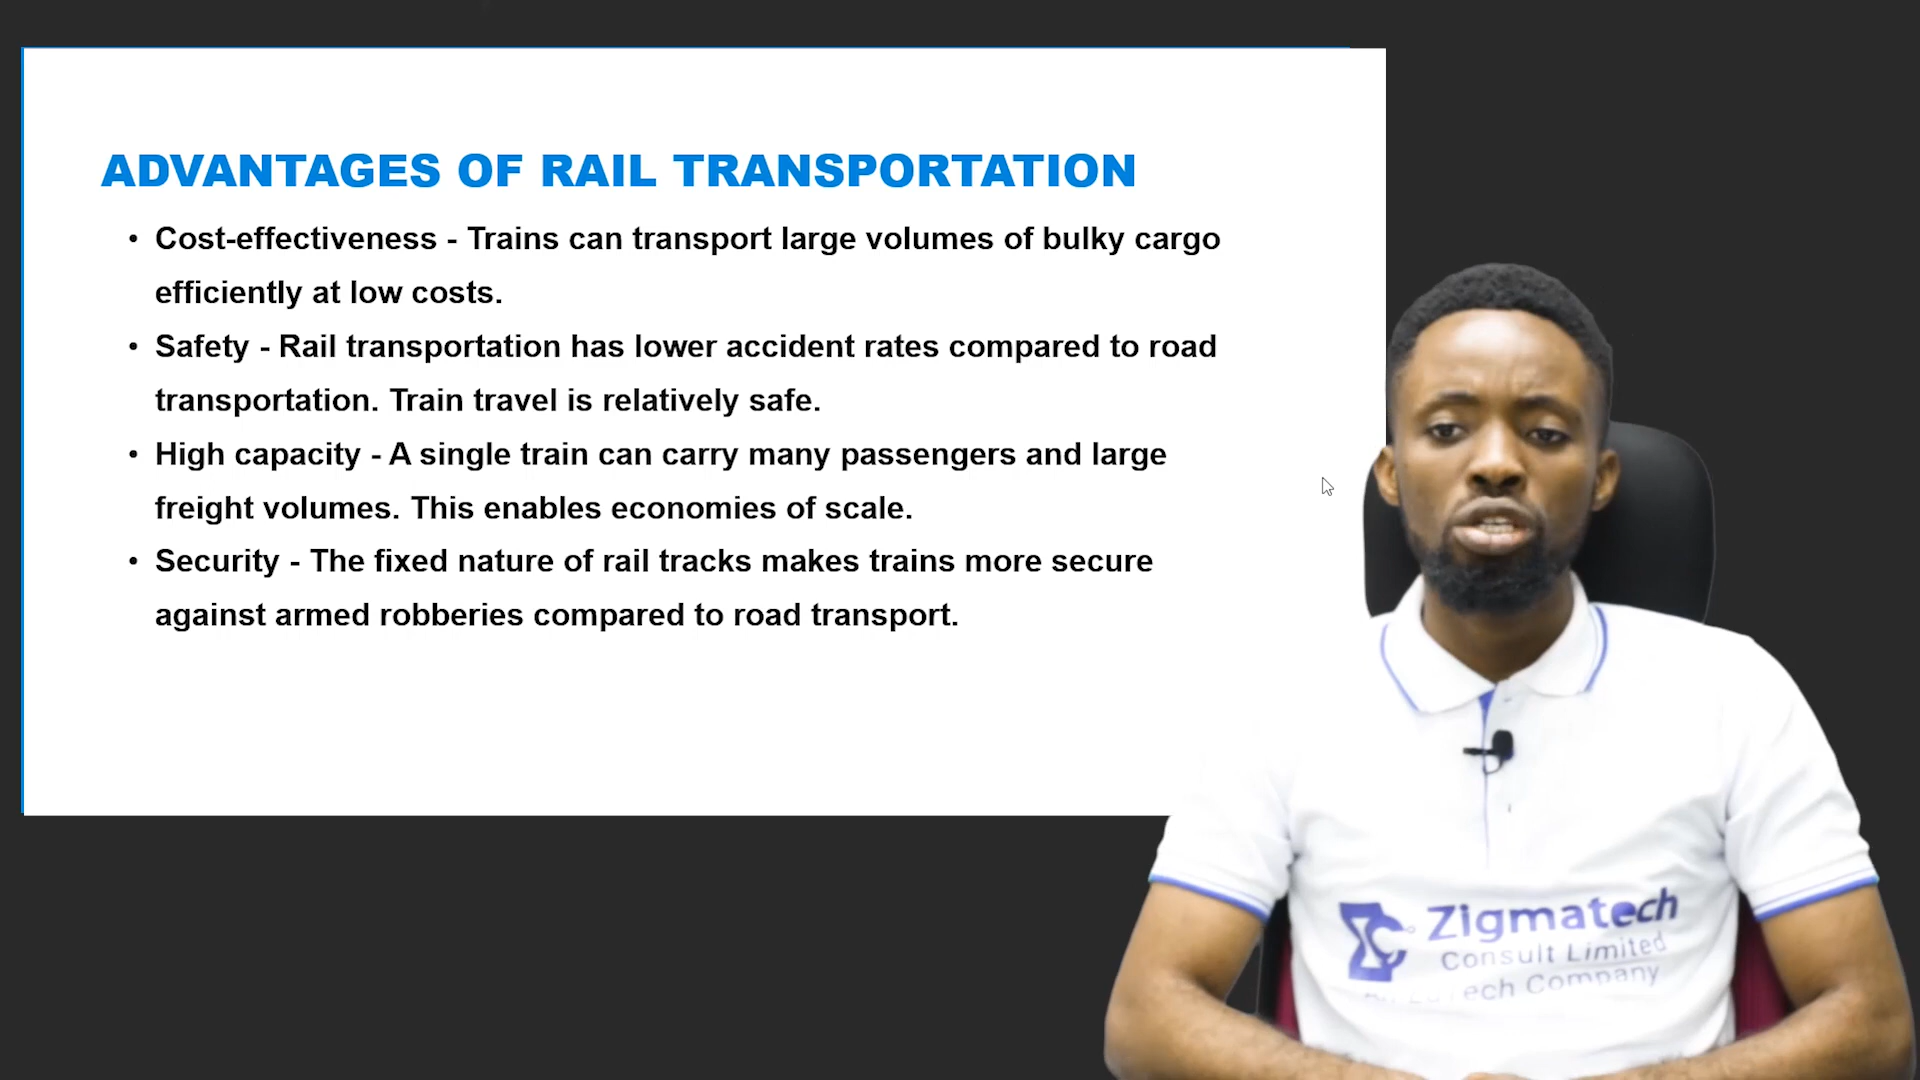 ADVANTAGES OF RAIL TRANSPORTATION
• Cost-effectiveness - Trains can transport large volumes of bulky cargo
efficiently at low costs.
• Safety - Rail transportation has lower accident rates compared to road
transportation. Train travel is relatively safe.
• High capacity - A single train can carry many passengers and large
freight volumes. This enables economies of scale.
• Security - The fixed nature of rail tracks makes trains more secure
against armed robberies compared to road transport.
Zigmatech
Consult Limited
Company